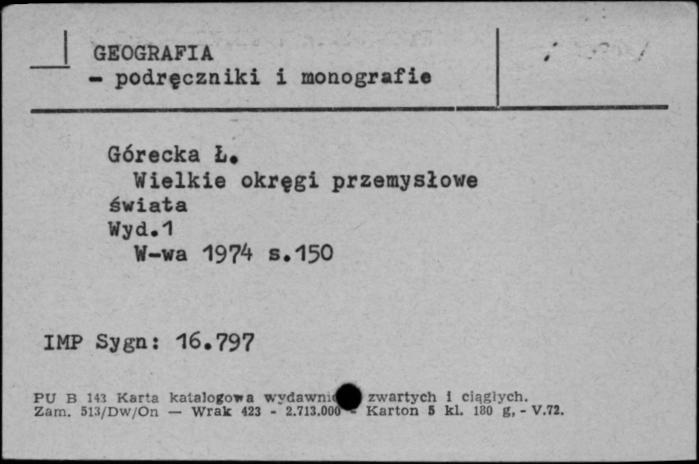 GEOGRAFIA
- podręczniki i monografie
Górecka Ł.
Wielkie okręgi przemysłowe
świata
Wyd.1
W-wa 1974 s.150
IMP Sygn: 16.797
PU B 143 Karta katalogowa zwartych i ciągłych.
Zam. 513/Dw/On — Wrak 423 - 2.713.000 - Karton 5 kl. 180 g, - V.72.